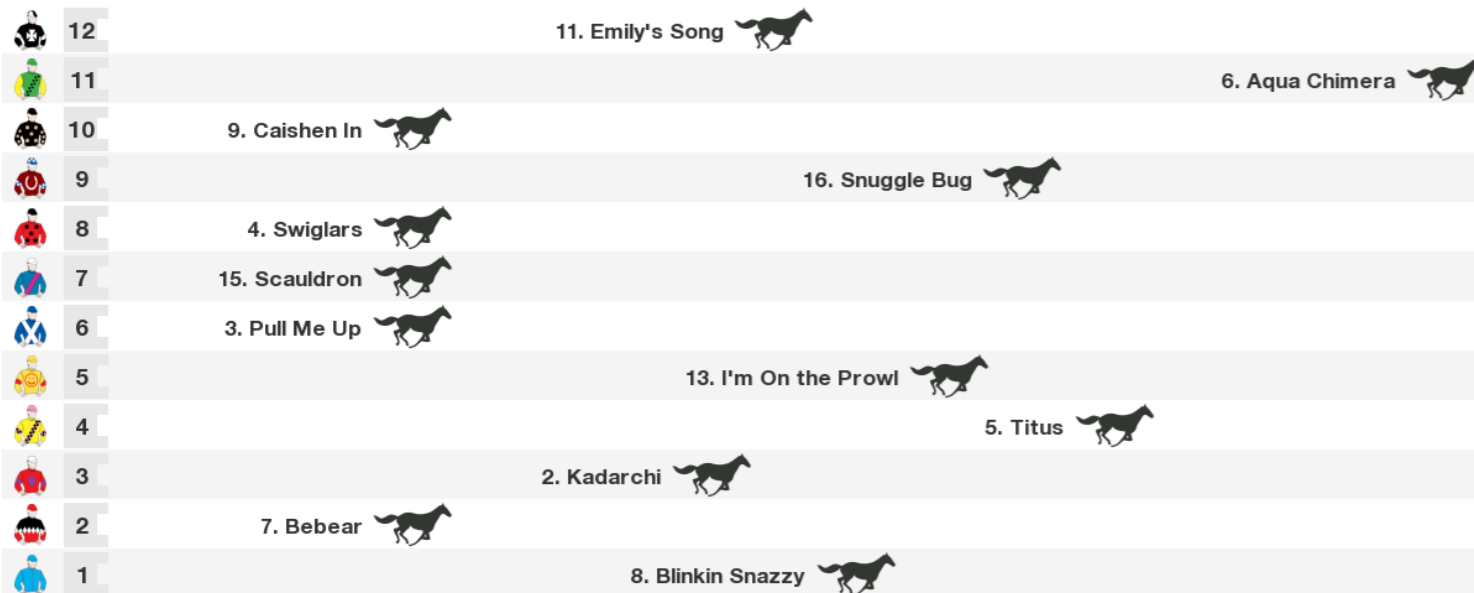 12 11. Emily's Song
11 6. Aqua Chimera
10 9. Caishen In
9 16. Snuggle Bug
8 4. Swiglars
7 15. Scauldron
6 3. Pull Me Up
5 13. I'm On the Prowl
4 5. Titus
3 2. Kadarchi
2 7. Bebear
1 8. Blinkin Snazzy